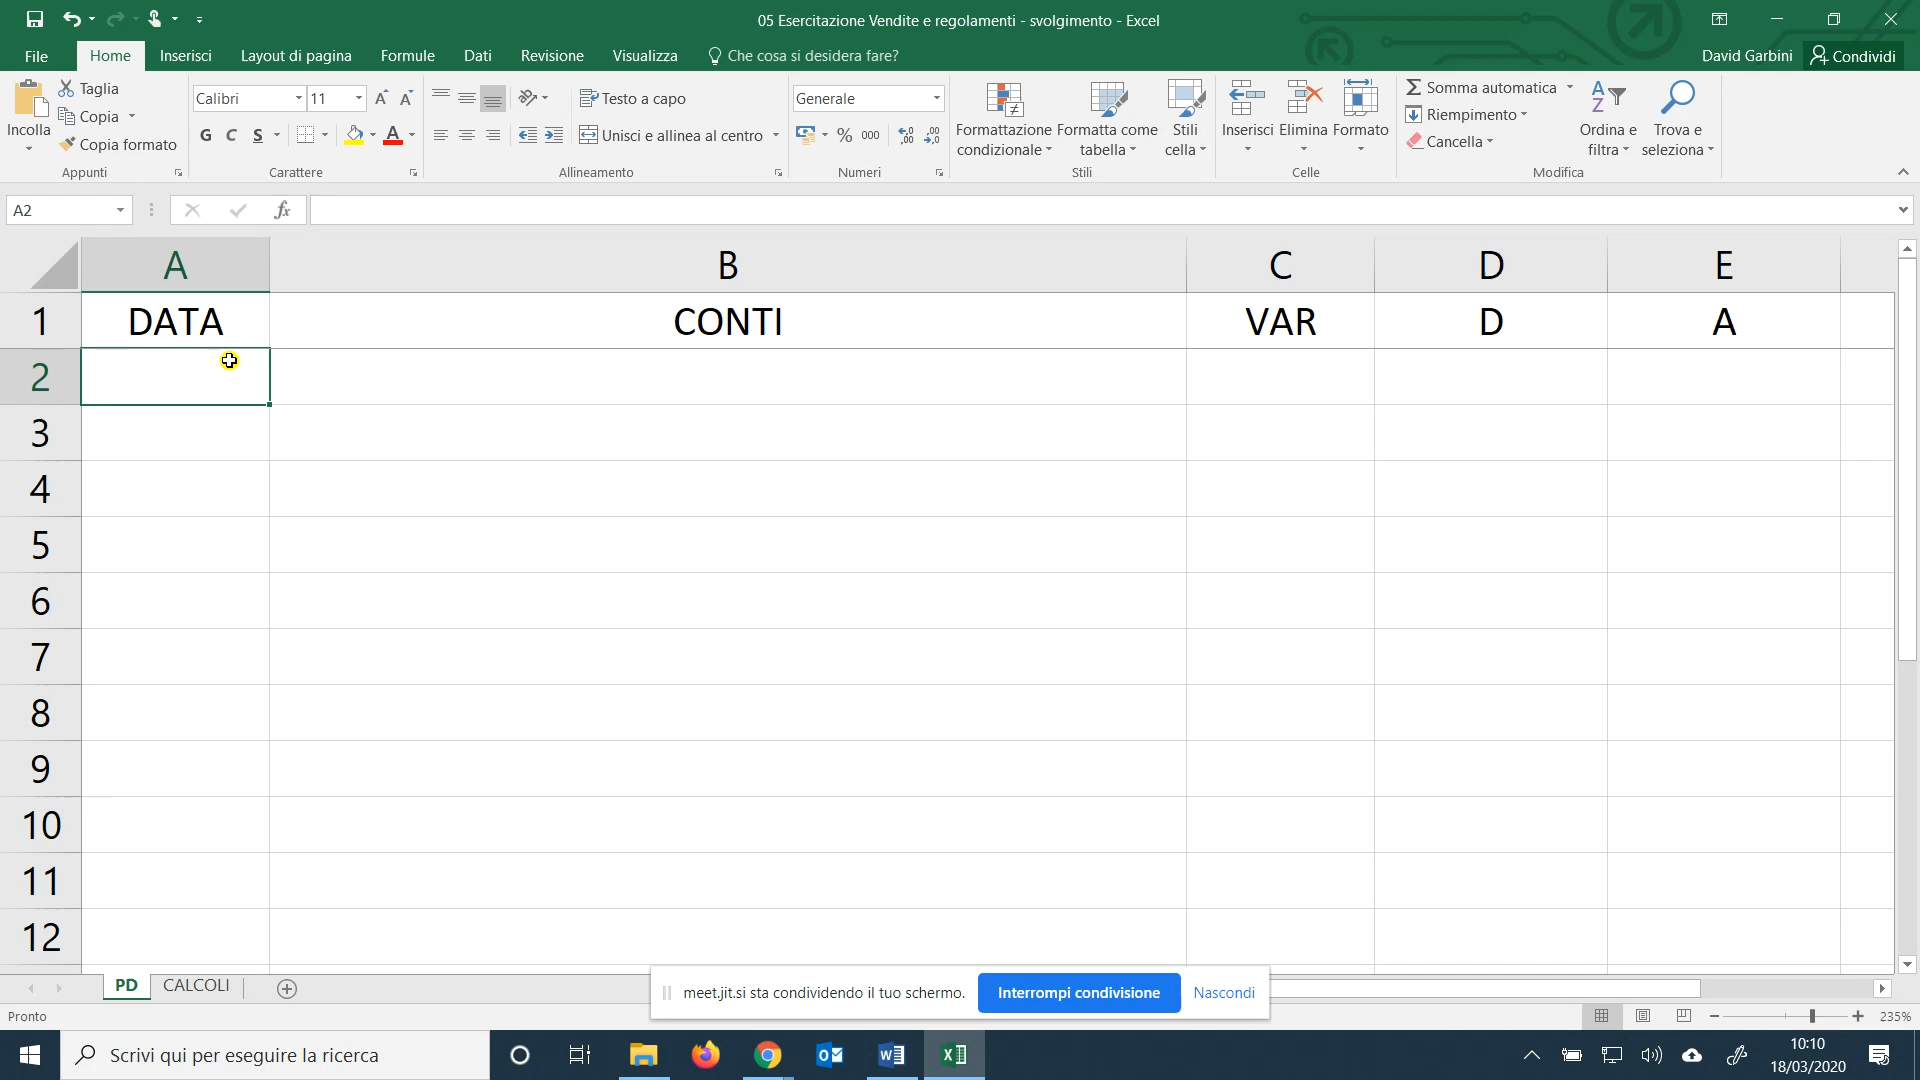 05 Esercitazione Vendite e regolamenti - svolgimento - Excel
File Home Inserisci Layout di pagina Formule Dati Revisione Visualizza Che cosa si desidera fare? David Garbini Condividi
Incolla
Taglia
Copia
Copia formato
Appunti
Calibri 11
G C S
Carattere
Testo a capo
Unisci e allinea al centro
Allineamento
Generale
% 000
Numeri
Formattazione condizionale
Formatta come tabella
Stili cella
Stili
Inserisci Elimina Formato
Celle
Somma automatica
Riempimento
Cancella
Ordina e filtra
Trova e seleziona
Modifica
A2
fx
A B C D E
1 DATA CONTI VAR D A
2
3
4
5
6
7
8
9
10
11
12
PD CALCOLI
meet.jit.si sta condividendo il tuo schermo. Interrompi condivisione Nascondi
Pronto
235%
Scrivi qui per eseguire la ricerca
10:10
18/03/2020